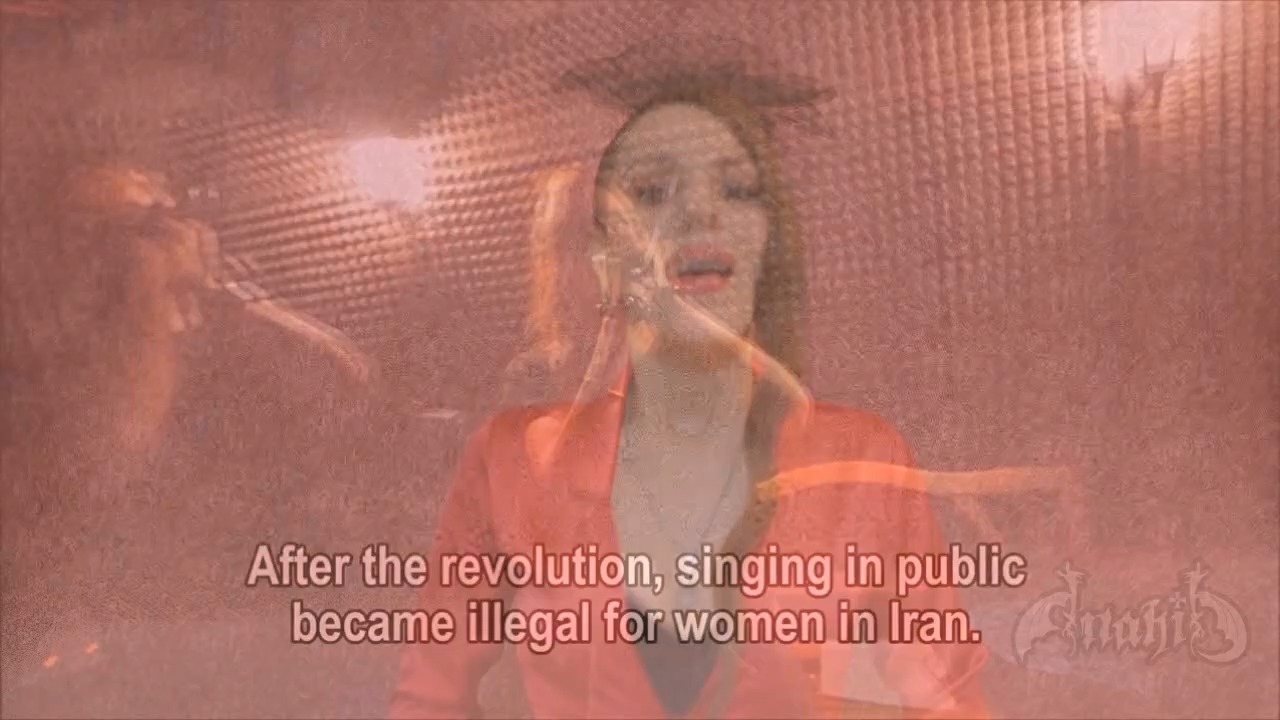 After the revolution, singing in public
became illegal for women in Iran.
Anahid